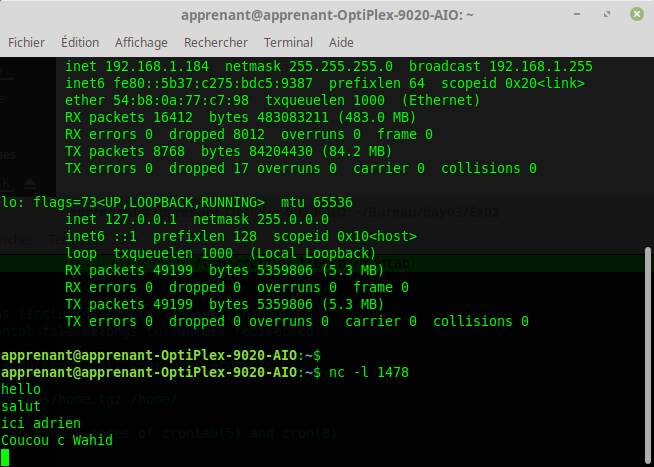 apprenant@apprenant-OptiPlex-9020-AIO: ~
Fichier Édition Affichage Rechercher Terminal Aide
inet 192.168.1.184 netmask 255.255.255.0 broadcast 192.168.1.255
inet6 fe80::5b37:c275:bdc5:9387 prefixlen 64 scopeid 0x20<link>
ether 54:b8:0a:77:c7:98 txqueuelen 1000 (Ethernet)
RX packets 16412 bytes 483083211 (483.0 MB)
RX errors 0 dropped 8012 overruns 0 frame 0
TX packets 8768 bytes 84204430 (84.2 MB)
TX errors 0 dropped 17 overruns 0 carrier 0 collisions 0
lo: flags=73<UP,LOOPBACK,RUNNING> mtu 65536
inet 127.0.0.1 netmask 255.0.0.0
inet6 ::1 prefixlen 128 scopeid 0x10<host>
loop txqueuelen 1000 (Local Loopback)
RX packets 49199 bytes 5359806 (5.3 MB)
RX errors 0 dropped 0 overruns 0 frame 0
TX packets 49199 bytes 5359806 (5.3 MB)
TX errors 0 dropped 0 overruns 0 carrier 0 collisions 0
apprenant@apprenant-OptiPlex-9020-AIO:~$
apprenant@apprenant-OptiPlex-9020-AIO:~$ nc -l 1478
hello
salut
ici adrien
Coucou c Wahid